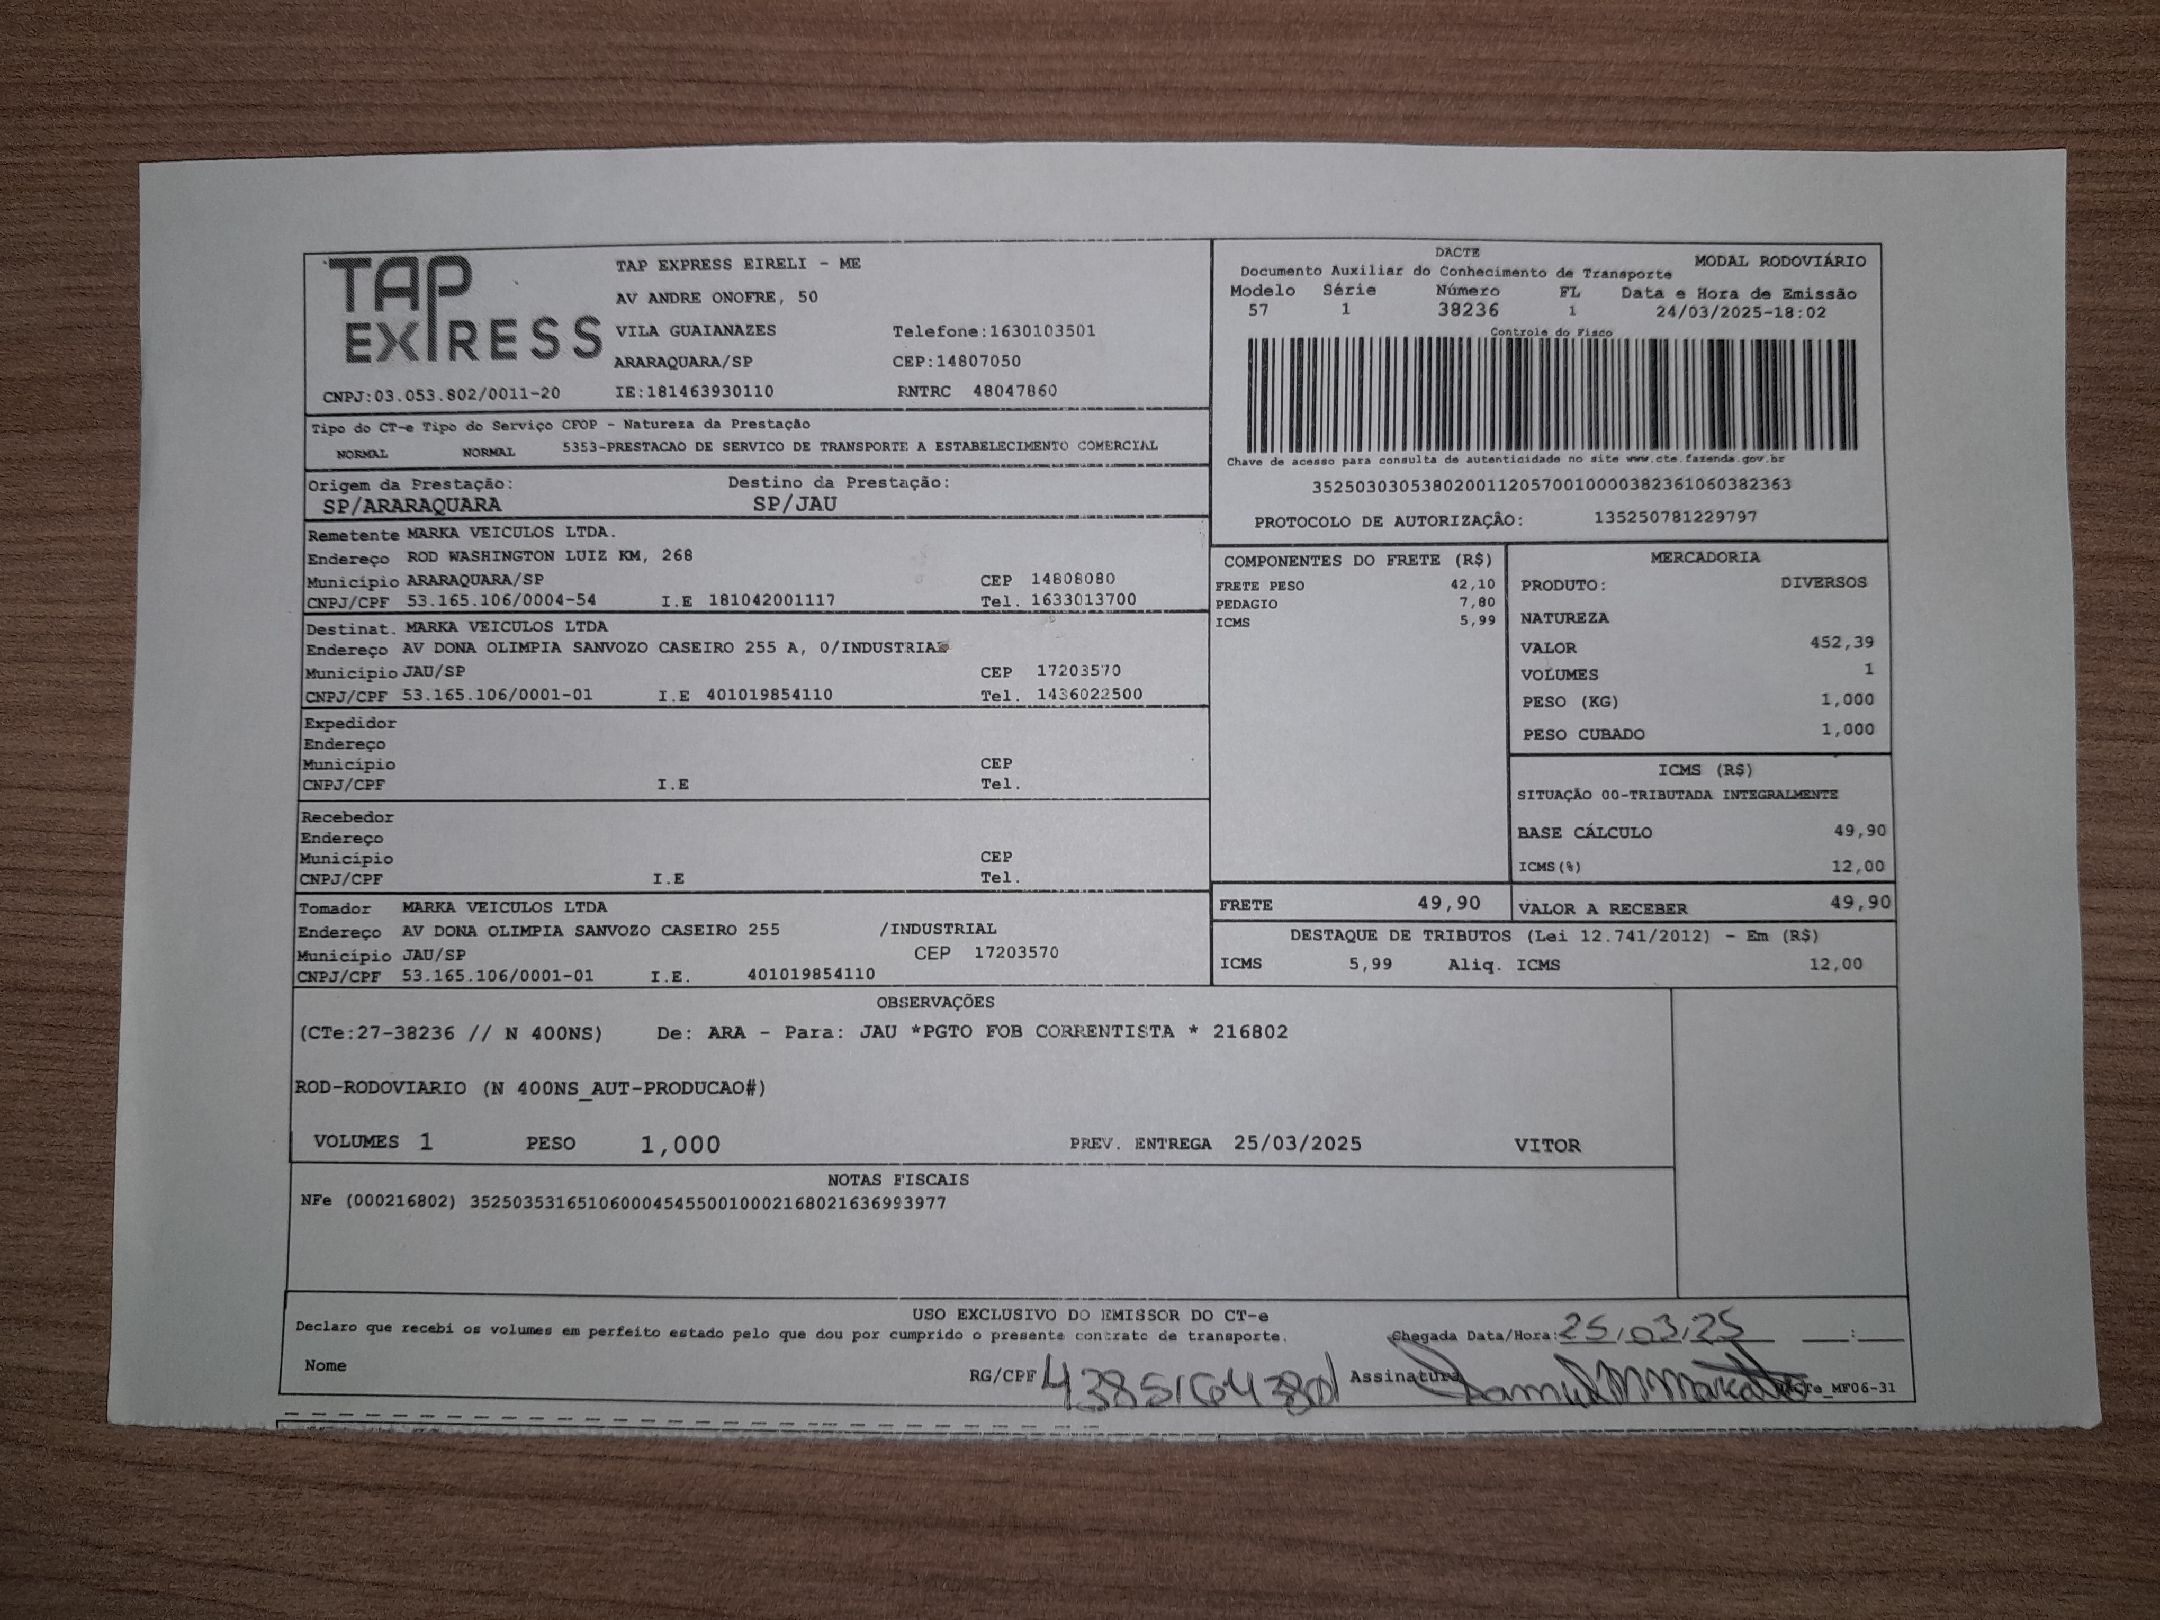 TAP EXPRESS
TAP EXPRESS EIRELI - ME
AV ANDRE ONOFRE, 50
VILA GUAIANAZES Telefone:1630103501
ARARAQUARA/SP CEP:14807050
CNPJ:03.053.802/0011-20 IE:181463930110 RNTRC 48047860
DACTE
MODAL RODOVIÁRIO
Documento Auxiliar do Conhecimento de Transporte
Modelo Série Número FL Data e Hora de Emissão
57 1 38236 1 24/03/2025-18:02
Controle do Fisco
Chave de acesso para consulta de autenticidade no site www.cte.fazenda.gov.br
35250303053802001120570010000382361060382363
PROTOCOLO DE AUTORIZAÇÂO: 135250781229797
Tipo do CT-e Tipo do Serviço CFOP - Natureza da Prestação
NORMAL NORMAL 5353-PRESTACAO DE SERVICO DE TRANSPORTE A ESTABELECIMENTO COMERCIAL
Origem da Prestação: Destino da Prestação:
SP/ARARAQUARA SP/JAU
Remetente MARKA VEICULOS LTDA.
Endereço ROD WASHINGTON LUIZ KM, 268
Município ARARAQUARA/SP CEP 14808080
CNPJ/CPF 53.165.106/0004-54 I.E 181042001117 Tel. 1633013700
Destinat. MARKA VEICULOS LTDA
Endereço AV DONA OLIMPIA SANVOZO CASEIRO 255 A, 0/INDUSTRIAL
Município JAU/SP CEP 17203570
CNPJ/CPF 53.165.106/0001-01 I.E 401019854110 Tel. 1436022500
Expedidor
Endereço
Município CEP
CNPJ/CPF I.E Tel.
Recebedor
Endereço
Município CEP
CNPJ/CPF I.E Tel.
Tomador MARKA VEICULOS LTDA
Endereço AV DONA OLIMPIA SANVOZO CASEIRO 255 /INDUSTRIAL
Município JAU/SP CEP 17203570
CNPJ/CPF 53.165.106/0001-01 I.E. 401019854110
COMPONENTES DO FRETE (R$)
FRETE PESO 42,10
PEDAGIO 7,80
ICMS 5,99
MERCADORIA
PRODUTO: DIVERSOS
NATUREZA
VALOR 452,39
VOLUMES 1
PESO (KG) 1,000
PESO CUBADO 1,000
ICMS (R$)
SITUAÇÃO 00-TRIBUTADA INTEGRALMENTE
BASE CÁLCULO 49,90
ICMS(%) 12,00
FRETE 49,90 VALOR A RECEBER 49,90
DESTAQUE DE TRIBUTOS (Lei 12.741/2012) - Em (R$)
ICMS 5,99 Aliq. ICMS 12,00
OBSERVAÇÕES
(CTe:27-38236 // N 400NS) De: ARA - Para: JAU *PGTO FOB CORRENTISTA * 216802
ROD-RODOVIARIO (N 400NS_AUT-PRODUCAO#)
VOLUMES 1 PESO 1,000 PREV. ENTREGA 25/03/2025 VITOR
NOTAS FISCAIS
NFe (000216802) 35250353165106000454550010002168021636993977
USO EXCLUSIVO DO EMISSOR DO CT-e
Declaro que recebi os volumes em perfeito estado pelo que dou por cumprido o presente contrato de transporte. Chegada Data/Hora: 25/03/25 :
Nome RG/CPF Assinatura _MF06-31